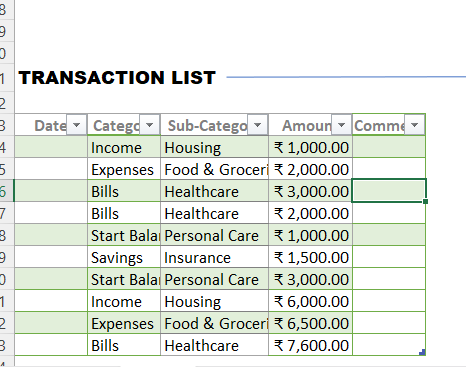 8
9
0
1 TRANSACTION LIST
2
3 Date Catego Sub-Catego Amoun Comme
4 Income Housing ₹ 1,000.00
5 Expenses Food & Groceri ₹ 2,000.00
6 Bills Healthcare ₹ 3,000.00
7 Bills Healthcare ₹ 2,000.00
8 Start Bala Personal Care ₹ 1,000.00
9 Savings Insurance ₹ 1,500.00
0 Start Bala Personal Care ₹ 3,000.00
1 Income Housing ₹ 6,000.00
2 Expenses Food & Groceri ₹ 6,500.00
3 Bills Healthcare ₹ 7,600.00